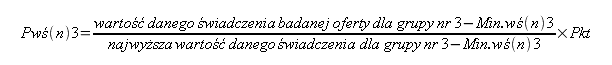 Pwś(n)3= wartość danego świadczenia badanej oferty dla grupy nr 3−Min.wś(n)3 / najwyższa wartość danego świadczenia dla grupy nr 3−Min.wś(n)3 ×Pkt